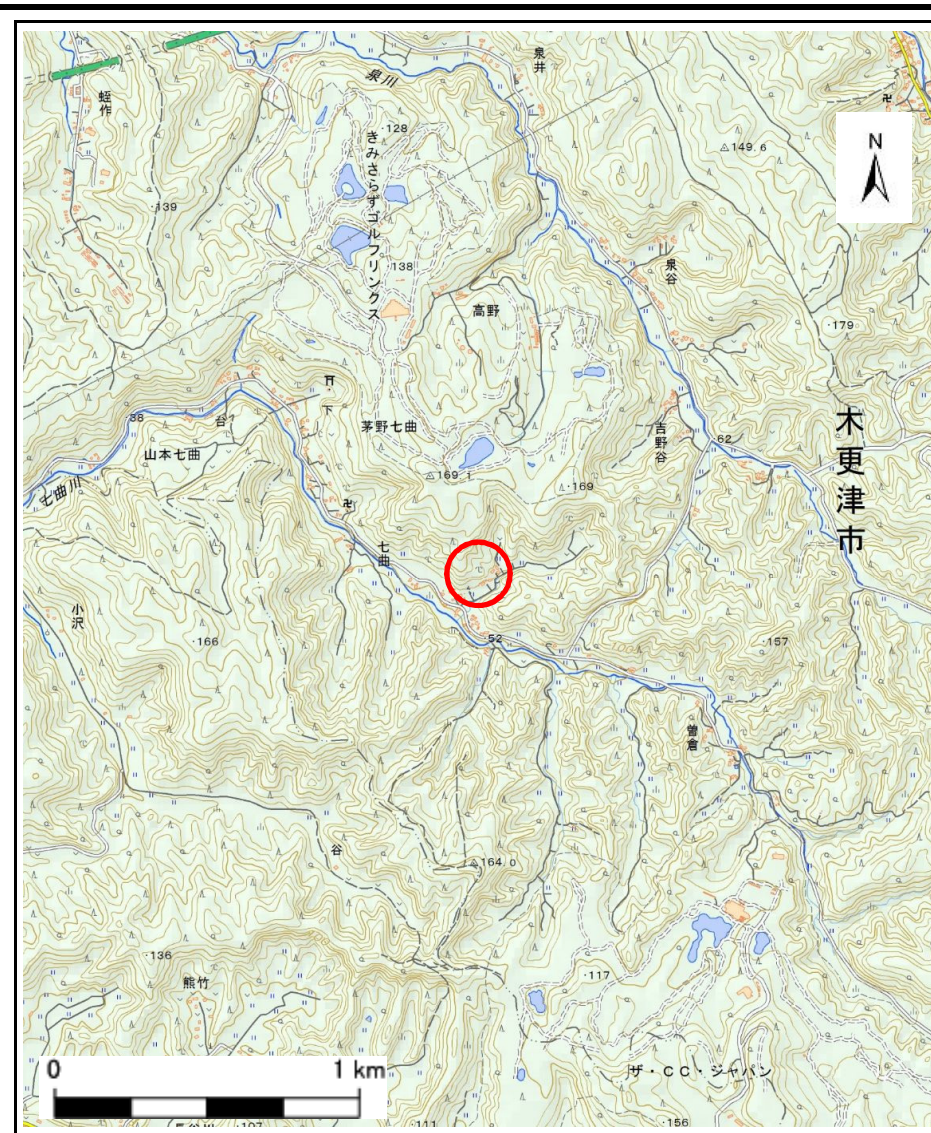 泉川
泉井
蛭作
卍
128
N
きみさらずゴルフリンクス
149.6
139
泉谷
138
高野
179
下
38
台
茅野七曲
吉野谷
62
木更津市
山本七曲
169.1
169
七曲川
卍
七曲
小沢
166
52
157
曽倉
谷
164.0
136
117
熊竹
0
1 km
ザ・CC・ジャパン
107
111
156